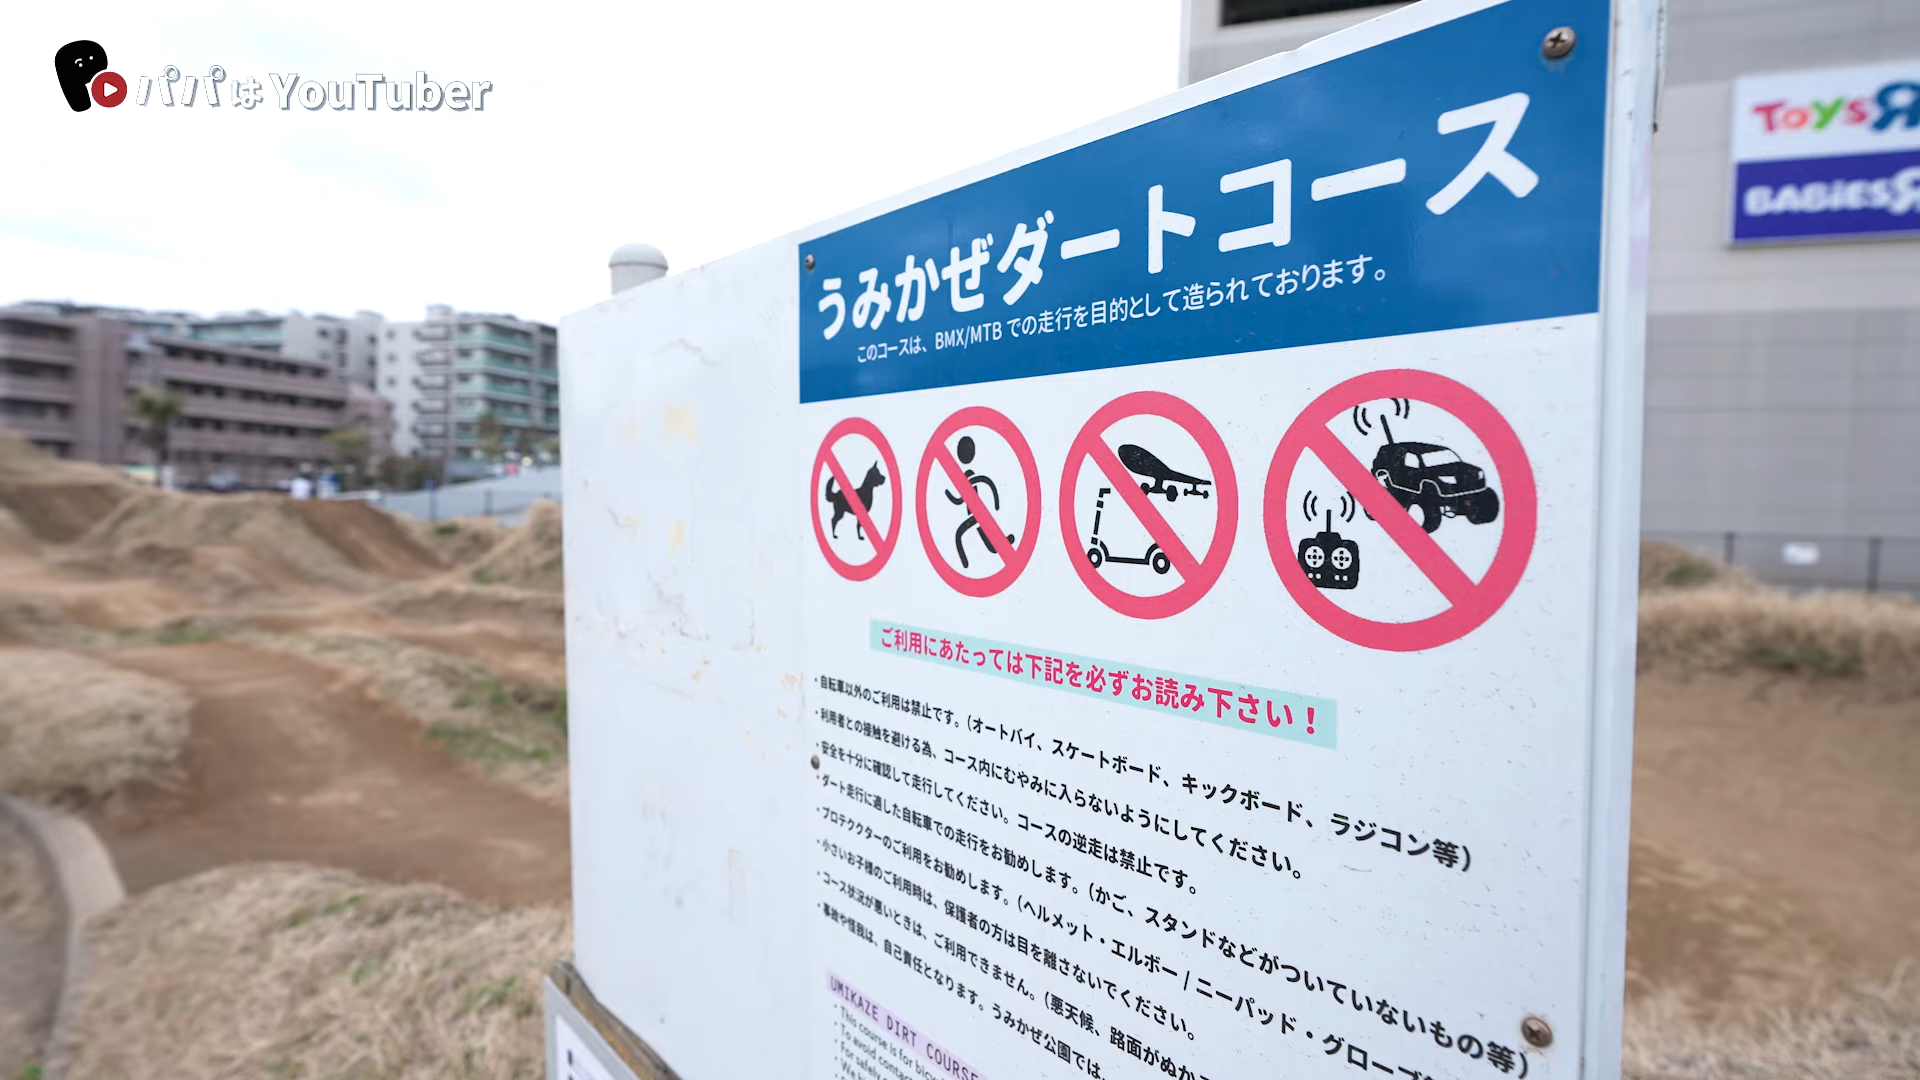 パパは YouTuber
Toys
BABIES
うみかぜダートコース
このコースは、BMX/MTB での走行を目的として造られております。
ご利用にあたっては下記を必ずお読み下さい！
・自転車以外のご利用は禁止です。（オートバイ、スケートボード、キックボード、ラジコン等）
・利用者との接触を避ける為、コース内にむやみに入らないようにしてください。
・安全を十分に確認して走行してください。コースの逆走は禁止です。
・ダート走行に適した自転車での走行をお勧めします。（かご、スタンドなどがついていないもの等）
・プロテクターのご利用をお勧めします。（ヘルメット・エルボー / ニーパッド・グローブ
・小さいお子様のご利用時は、保護者の方は目を離さないでください。
・コース状況が悪いときは、ご利用できません。（悪天候、路面がぬか
・事故や怪我は、自己責任となります。うみかぜ公園では、
UMIKAZE DIRT COURSE
・This course is for
・To avoid
・For safety